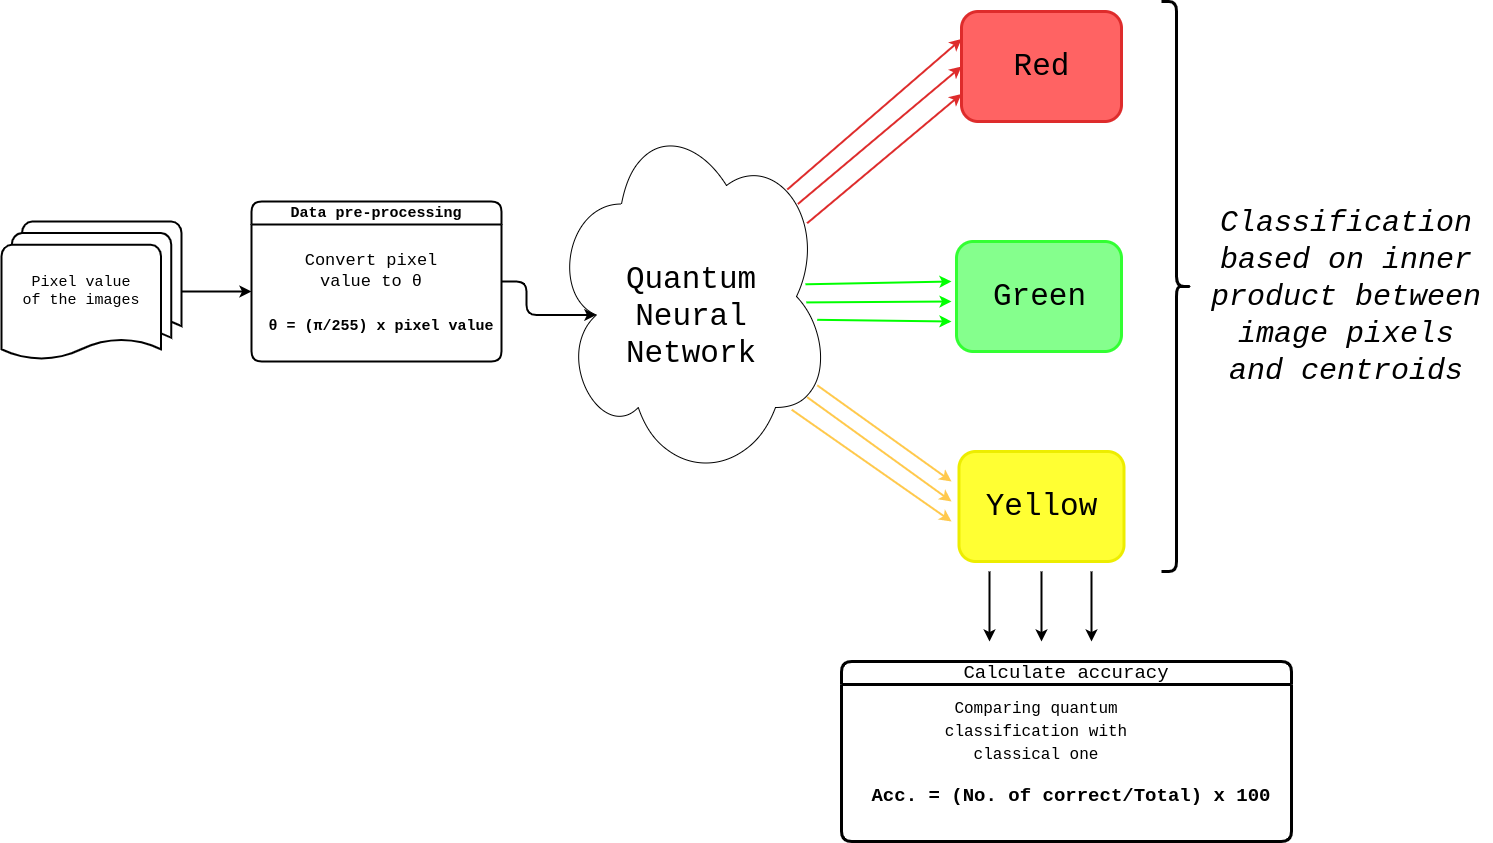 Pixel value
of the images
Data pre-processing
Convert pixel
value to θ
θ = (π/255) x pixel value
Quantum
Neural
Network
Red
Green
Yellow
Classification
based on inner
product between
image pixels
and centroids
Calculate accuracy
Comparing quantum
classification with
classical one
Acc. = (No. of correct/Total) x 100